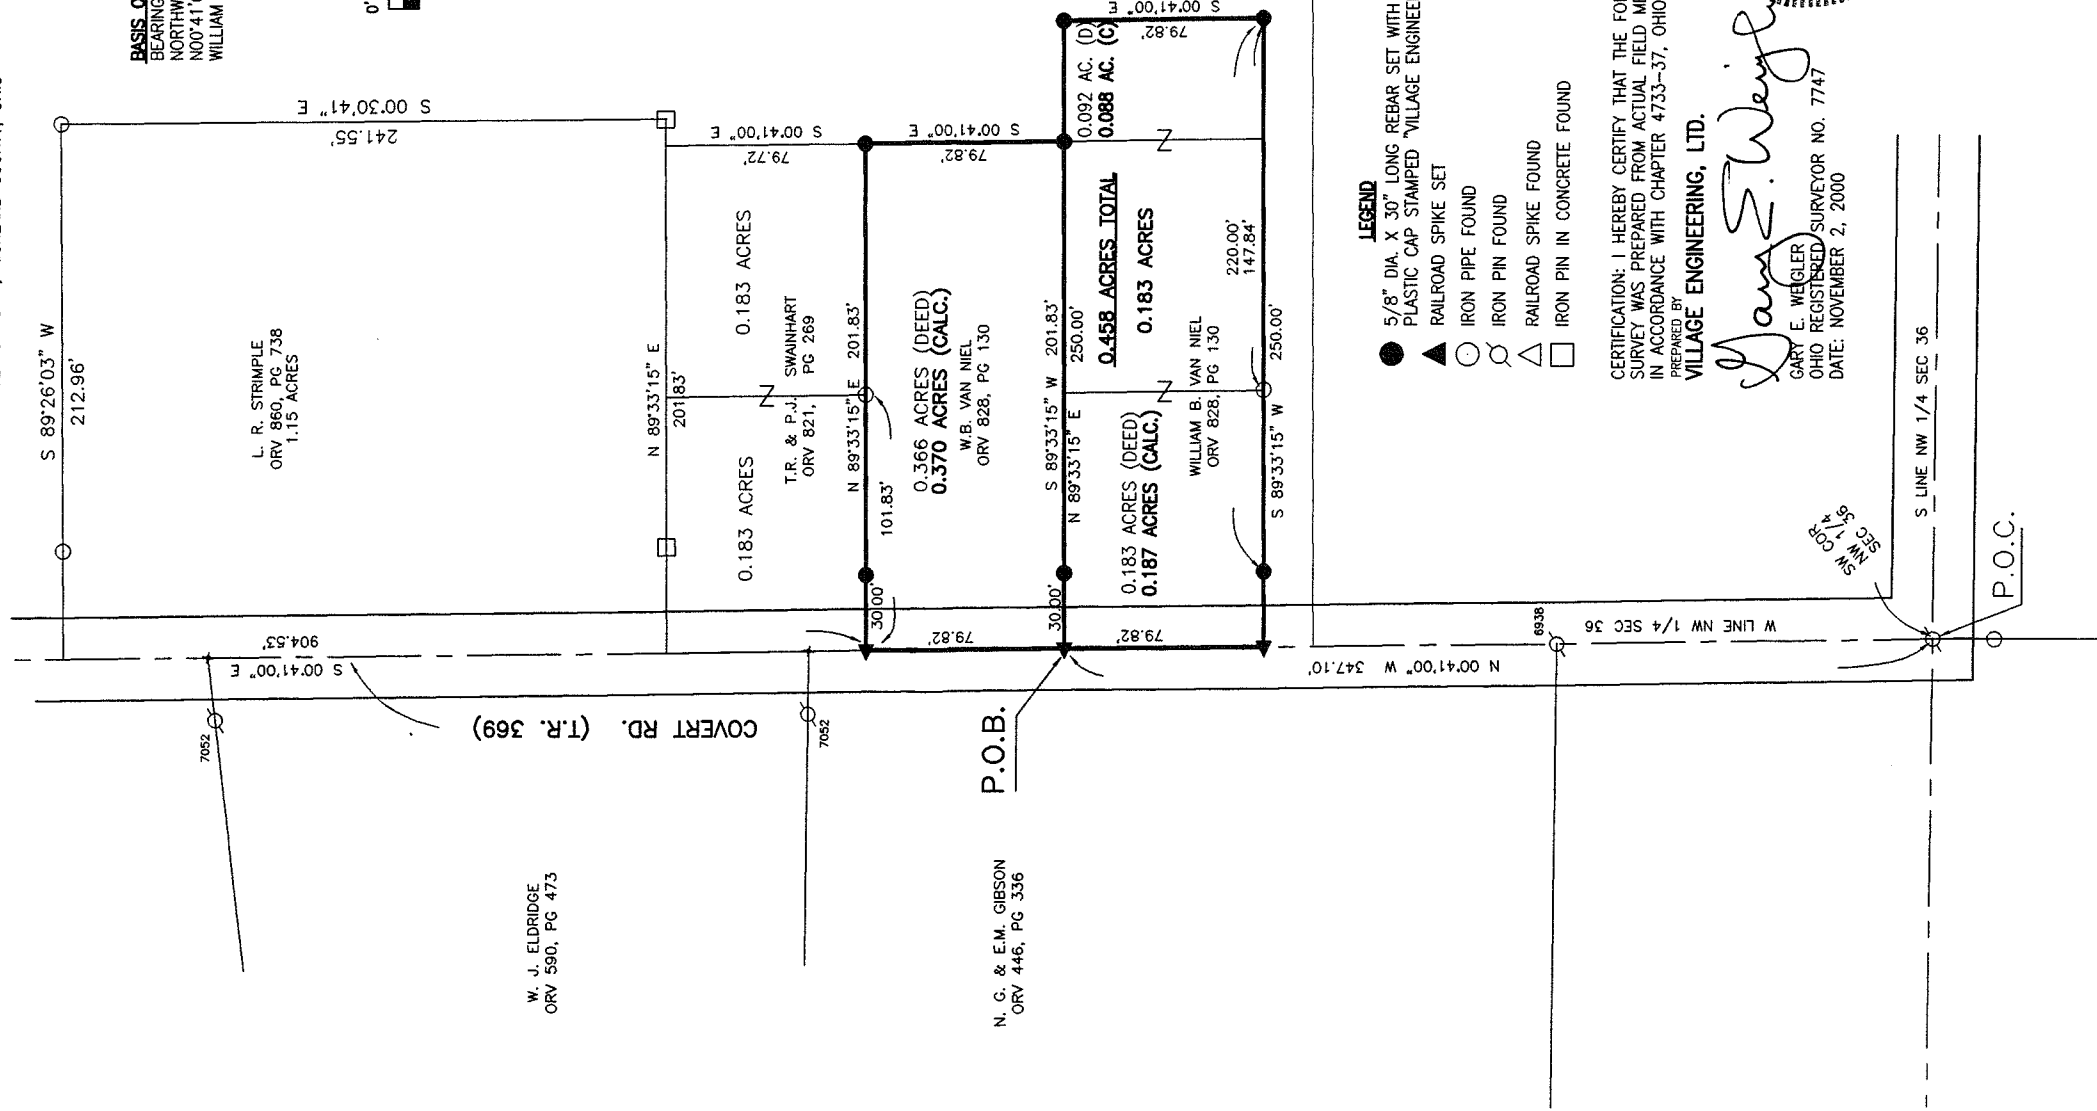 BASIS O
BEARING
NORTHW
N00°41'0
WILLIAM
0'
S 89°26'03" W
212.96'
S 00°30'41" E
241.55'
L. R. STRIMPLE
ORV 860, PG 738
1.15 ACRES
N 89°33'15" E
201.83'
S 00°41'00" E
79.72'
0.183 ACRES
0.183 ACRES
T.R. & P.J. SWAINHART
ORV 821, PG 269
N 89°33'15" E 201.83'
101.83'
30.00'
S 00°41'00" E
79.82'
0.366 ACRES (DEED)
0.370 ACRES (CALC.)
W.B. VAN NIEL
ORV 828, PG 130
S 89°33'15" W 201.83'
N 89°33'15" E 250.00'
30.00'
79.82'
79.82'
0.458 ACRES TOTAL
0.183 ACRES
0.092 AC. (D)
0.088 AC. (C)
S 00°41'00" E
79.82'
0.183 ACRES (DEED)
0.187 ACRES (CALC.)
WILLIAM B. VAN NIEL
ORV 828, PG 130
220.00'
147.84'
S 89°33'15" W 250.00'
904.53'
S 00°41'00" E
COVERT RD. (T.R. 369)
7052
7052
P.O.B.
N 00°41'00" W 347.10'
6938
W LINE NW 1/4 SEC 36
SW COR
NW 1/4
SEC 36
S LINE NW 1/4 SEC 36
P.O.C.
W. J. ELDRIDGE
ORV 590, PG 473
N. G. & E.M. GIBSON
ORV 446, PG 336
LEGEND
5/8" DIA. X 30" LONG REBAR SET WITH
PLASTIC CAP STAMPED "VILLAGE ENGINEE
RAILROAD SPIKE SET
IRON PIPE FOUND
IRON PIN FOUND
RAILROAD SPIKE FOUND
IRON PIN IN CONCRETE FOUND
CERTIFICATION: I HEREBY CERTIFY THAT THE FO
SURVEY WAS PREPARED FROM ACTUAL FIELD ME
IN ACCORDANCE WITH CHAPTER 4733-37, OHIO
PREPARED BY
VILLAGE ENGINEERING, LTD.
GARY E. WEIGLER
OHIO REGISTERED SURVEYOR NO. 7747
DATE: NOVEMBER 2, 2000